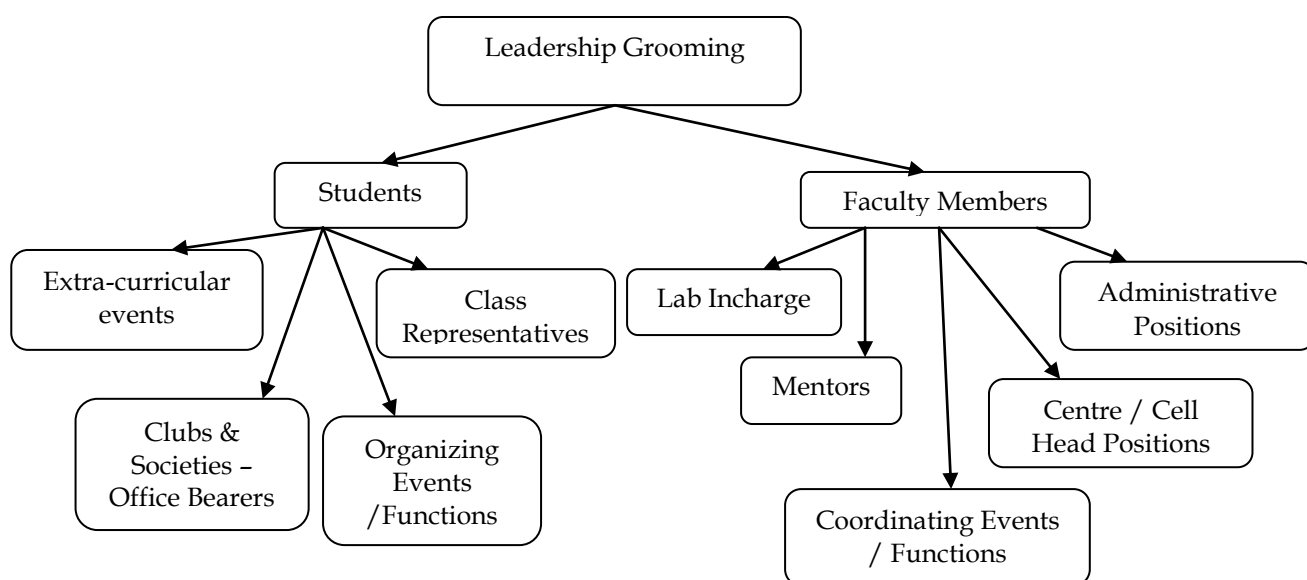 Leadership Grooming
Students
Faculty Members
Extra-curricular
events
Class
Representatives
Lab Incharge
Administrative
Positions
Mentors
Clubs &
Societies –
Office Bearers
Organizing
Events
/Functions
Centre / Cell
Head Positions
Coordinating Events
/ Functions